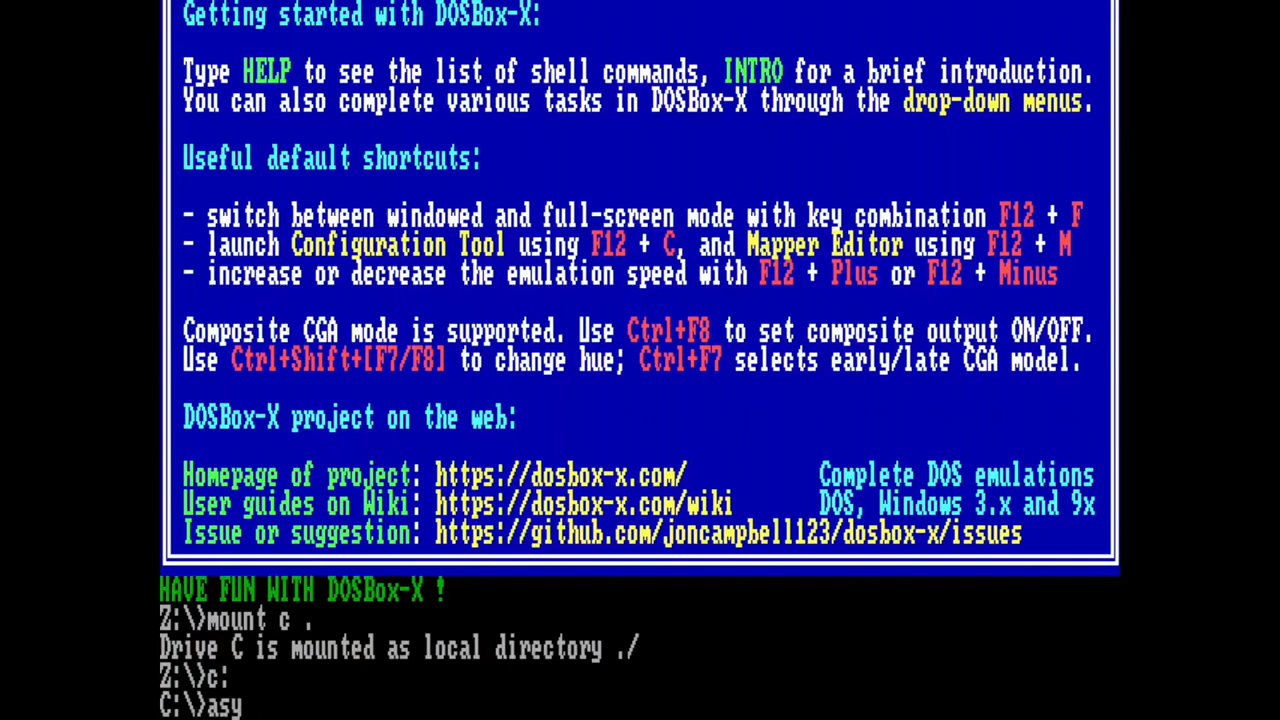 Getting started with DOSBox-X:
Type HELP to see the list of shell commands, INTRO for a brief introduction.
You can also complete various tasks in DOSBox-X through the drop-down menus.
Useful default shortcuts:
- switch between windowed and full-screen mode with key combination F12 + F
- launch Configuration Tool using F12 + C, and Mapper Editor using F12 + M
- increase or decrease the emulation speed with F12 + Plus or F12 + Minus
Composite CGA mode is supported. Use Ctrl+F8 to set composite output ON/OFF.
Use Ctrl+Shift+[F7/F8] to change hue; Ctrl+F7 selects early/late CGA model.
DOSBox-X project on the web:
Homepage of project: https://dosbox-x.com/ Complete DOS emulations
User guides on Wiki: https://dosbox-x.com/wiki DOS, Windows 3.x and 9x
Issue or suggestion: https://github.com/joncampbell123/dosbox-x/issues
HAVE FUN WITH DOSBox-X !
Z:\>mount c .
Drive C is mounted as local directory ./
Z:\>c:
C:\>asy